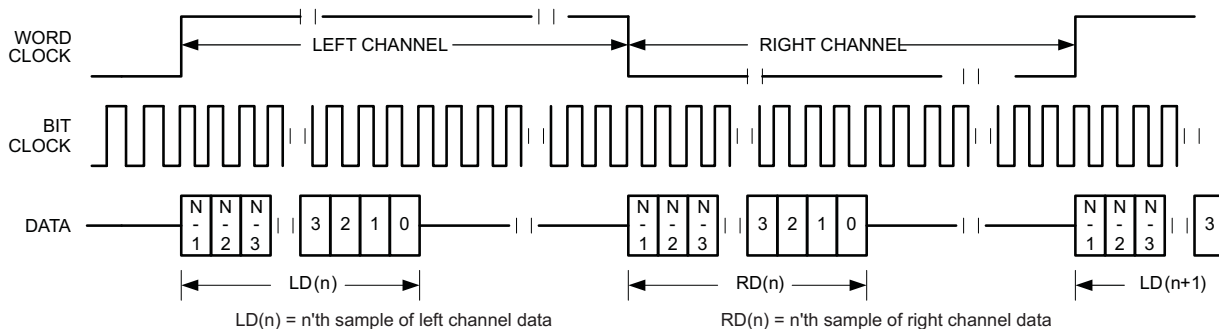 WORD
CLOCK
LEFT CHANNEL
RIGHT CHANNEL
BIT
CLOCK
DATA
N-1 N-2 N-3 3 2 1 0 N-1 N-2 N-3 3 2 1 0 N-1 N-2 N-3 3
LD(n) RD(n) LD(n+1)
LD(n) = n'th sample of left channel data
RD(n) = n'th sample of right channel data